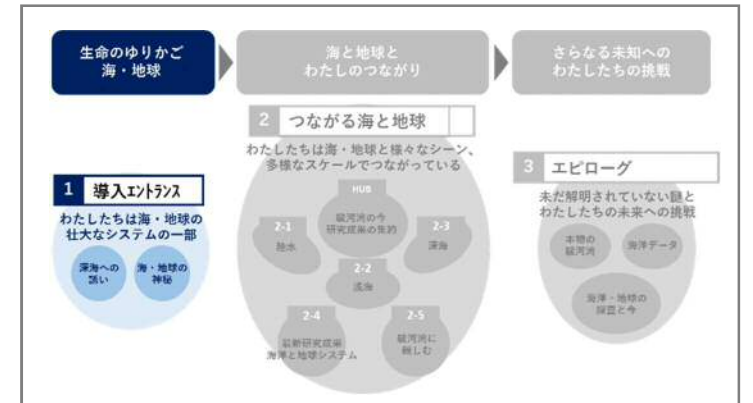 生命のゆりかご
海・地球
海と地球と
わたしのつながり
さらなる未知への
わたしたちの挑戦
1 導入エントランス
わたしたちは海・地球の
壮大なシステムの一部
深海への
誘い
海・地球の
神秘
2 つながる海と地球
わたしたちは海・地球と様々なシーン、
多様なスケールでつながっている
HUB
駿河湾の今
研究成果の集約
2-1
陸水
2-3
深海
2-2
浅海
2-4
最新研究成果
海洋と地球システム
2-5
駿河湾に
親しむ
3 エピローグ
未だ解明されていない謎と
わたしたちの未来への挑戦
本物の
駿河湾
海洋データ
海洋・地球の
探査と今